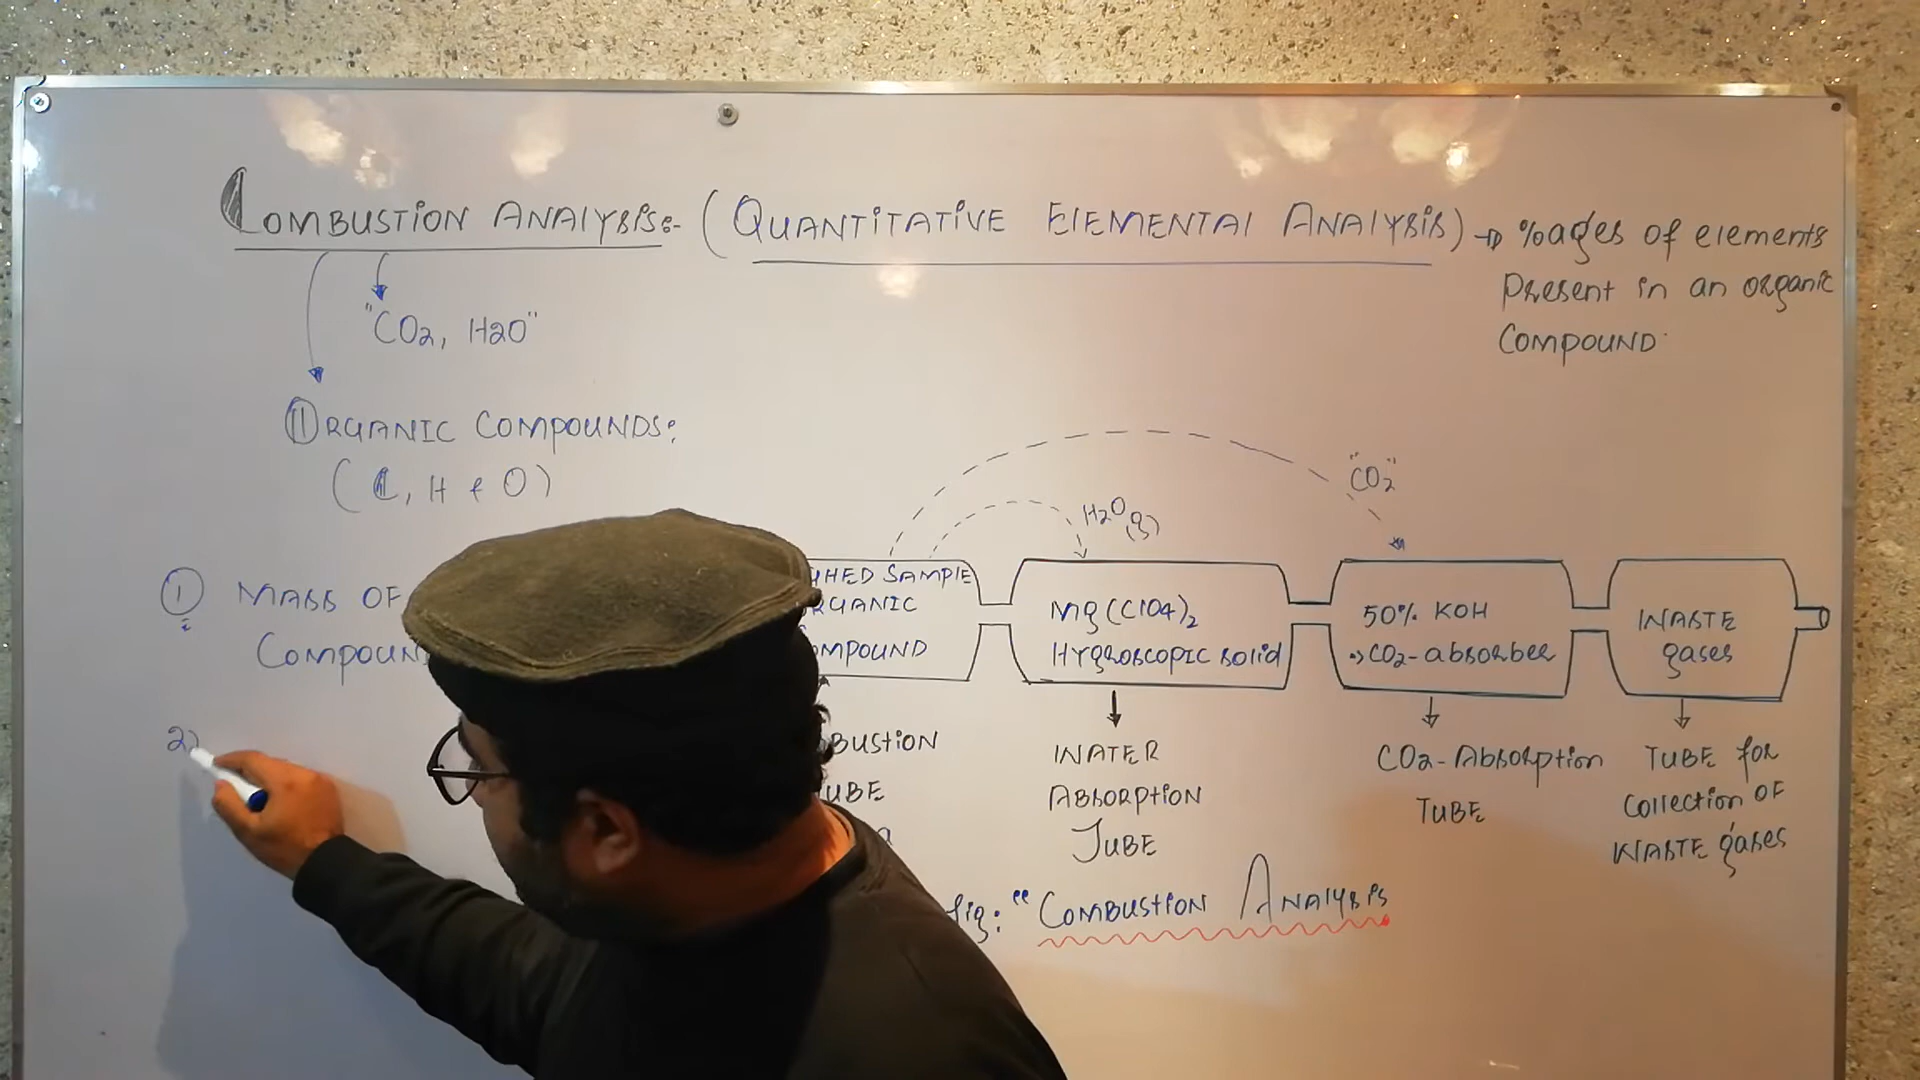 COMBUSTION ANALYSIS:- (QUANTITATIVE ELEMENTAL ANALYSIS) → %ages of elements
Present in an organic
COMPOUND.
"CO2, H2O"
ORGANIC COMPOUNDS:
(C, H & O)
"CO2"
H2O(g)
① MASS OF
COMPOUN
2)
HED SAMPLE
RGANIC
OMPOUND
Mg(ClO4)2
Hygroscopic solid
50% KOH
CO2-absorber
WASTE
gases
BUSTION
UBE
WATER
ABSORPTION
TUBE
CO2-Absorption
TUBE
TUBE for
Collection OF
WASTE gases
fig: "COMBUSTION ANALYSIS